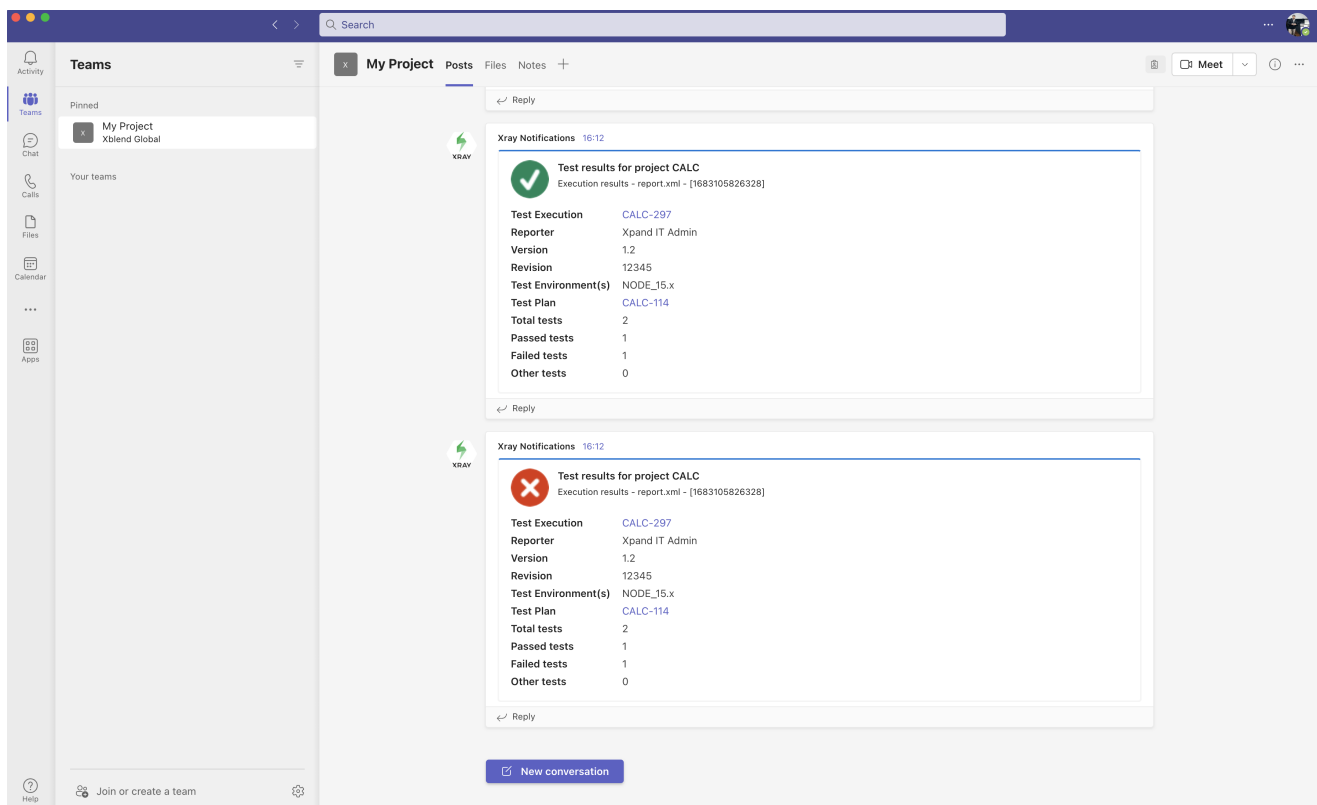 Search
Activity
Teams
Chat
Calls
Files
Calendar
Apps
Help
Teams
Pinned
X
My Project
Xblend Global
Your teams
Join or create a team
X
My Project
Posts
Files
Notes
Meet
Reply
XRAY
Xray Notifications 16:12
Test results for project CALC
Execution results - report.xml - [1683105826328]
Test Execution CALC-297
Reporter Xpand IT Admin
Version 1.2
Revision 12345
Test Environment(s) NODE_15.x
Test Plan CALC-114
Total tests 2
Passed tests 1
Failed tests 1
Other tests 0
Reply
XRAY
Xray Notifications 16:12
Test results for project CALC
Execution results - report.xml - [1683105826328]
Test Execution CALC-297
Reporter Xpand IT Admin
Version 1.2
Revision 12345
Test Environment(s) NODE_15.x
Test Plan CALC-114
Total tests 2
Passed tests 1
Failed tests 1
Other tests 0
Reply
New conversation